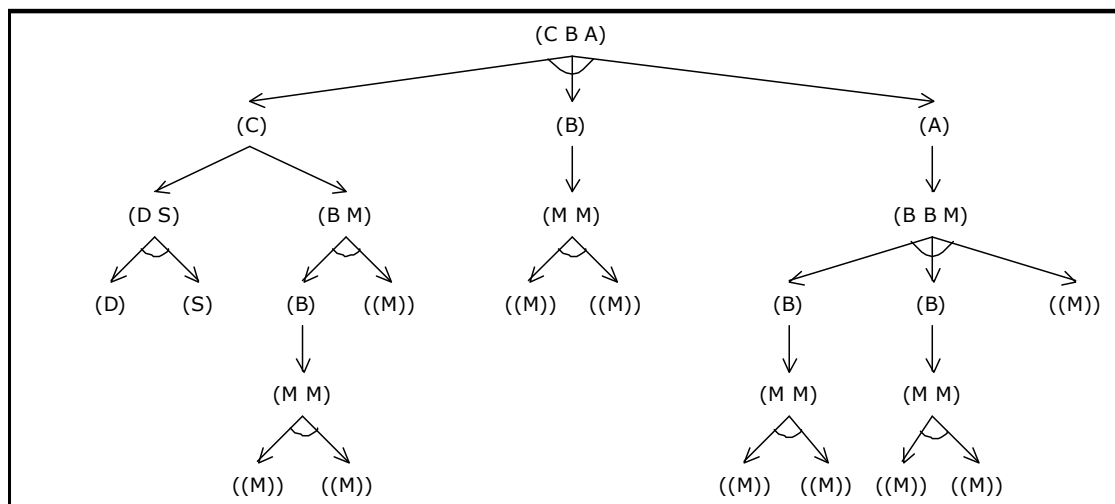 (C B A)
(C) (B) (A)
(D S) (B M) (M M) (B B M)
(D) (S) (B) ((M)) ((M)) ((M)) (B) (B) ((M))
(M M) (M M) (M M)
((M)) ((M)) ((M)) ((M)) ((M)) ((M))